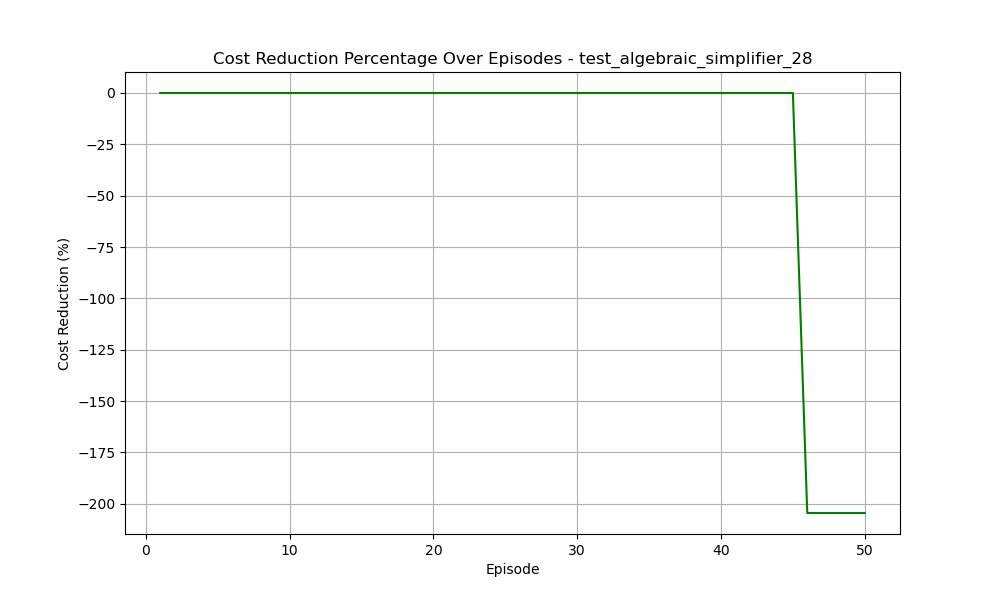 Cost Reduction Percentage Over Episodes - test_algebraic_simplifier_28
Cost Reduction (%)
0
−25
−50
−75
−100
−125
−150
−175
−200
0 10 20 30 40 50
Episode